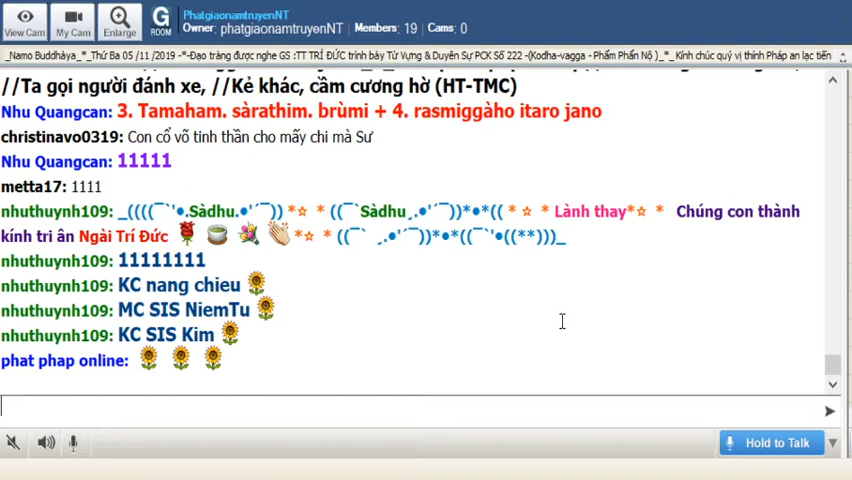 PhatgiaonamtruyenNT
Owner: phatgiaonamtruyenNT Members: 19 Cams: 0
View Cam My Cam Enlarge G ROOM
_Namo Buddhàya_*_Thứ Ba 05 /11 /2019 -*-Đạo tràng được nghe GS :TT TRÍ ĐỨC trình bày Từ Vựng & Duyên Sự PCK Số 222 -(Kodha-vagga - Phẩm Phẫn Nộ )_*_ Kính chúc quý vị thính Pháp an lạc tiến
//Ta gọi người đánh xe, //Kẻ khác, cầm cương hờ (HT-TMC)
Nhu Quangcan: 3. Tamaham. sàrathim. brùmi + 4. rasmiggàho itaro jano
christinavo0319: Con cổ võ tinh thần cho mấy chi mà Sư
Nhu Quangcan: 11111
metta17: 1111
nhuthuynh109: _((((¯`'•.Sàdhu.•'´¯)) *☆ * ((¯`Sàdhu¸.•'´¯))*•*(( * ☆ * Lành thay*☆ * Chúng con thành
kính tri ân Ngài Trí Đức 🌹 🍵 💐 👏 *☆ * ((¯` ¸.•'´¯))*•*((¯`'•((**)))_
nhuthuynh109: 11111111
nhuthuynh109: KC nang chieu 🌻
nhuthuynh109: MC SIS NiemTu 🌻
nhuthuynh109: KC SIS Kim 🌻
phat phap online: 🌻 🌻 🌻
Hold to Talk